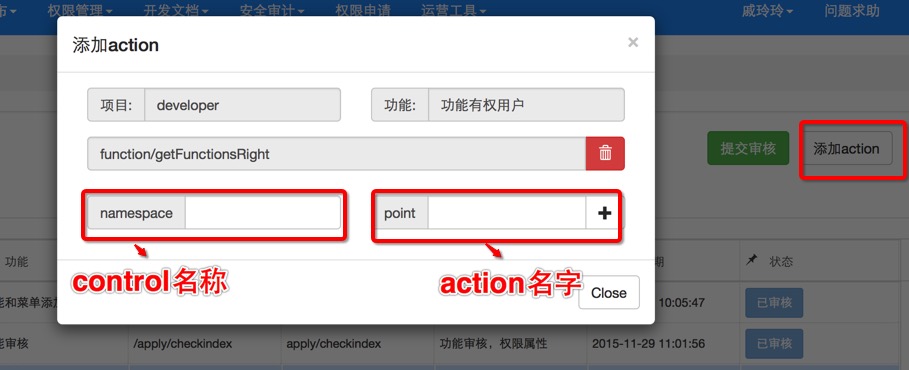 布 权限管理 开发文档 安全审计 权限申请 运营工具 戚玲玲 问题求助
添加action ×
项目: developer 功能: 功能有权用户
function/getFunctionsRight
提交审核 添加action
namespace point
control名称 action名字
Close
功能 期 状态
能和菜单添加 10:05:47 已审核
能审核 /apply/checkindex apply/checkindex 功能审核，权限属性 2015-11-29 11:01:56 已审核